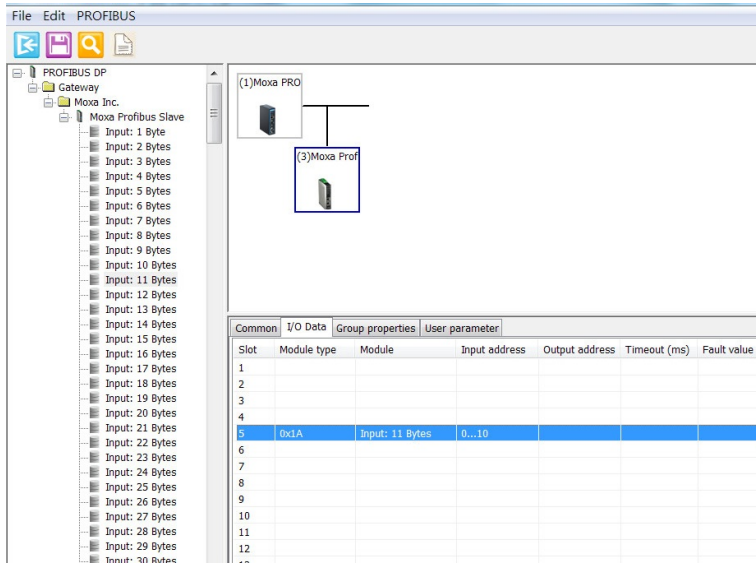 File Edit PROFIBUS
PROFIBUS DP
Gateway
Moxa Inc.
Moxa Profibus Slave
Input: 1 Byte
Input: 2 Bytes
Input: 3 Bytes
Input: 4 Bytes
Input: 5 Bytes
Input: 6 Bytes
Input: 7 Bytes
Input: 8 Bytes
Input: 9 Bytes
Input: 10 Bytes
Input: 11 Bytes
Input: 12 Bytes
Input: 13 Bytes
Input: 14 Bytes
Input: 15 Bytes
Input: 16 Bytes
Input: 17 Bytes
Input: 18 Bytes
Input: 19 Bytes
Input: 20 Bytes
Input: 21 Bytes
Input: 22 Bytes
Input: 23 Bytes
Input: 24 Bytes
Input: 25 Bytes
Input: 26 Bytes
Input: 27 Bytes
Input: 28 Bytes
Input: 29 Bytes
Input: 30 Bytes
(1)Moxa PRO
(3)Moxa Prof
Common I/O Data Group properties User parameter
Slot Module type Module Input address Output address Timeout (ms) Fault value
1
2
3
4
5 0x1A Input: 11 Bytes 0...10
6
7
8
9
10
11
12